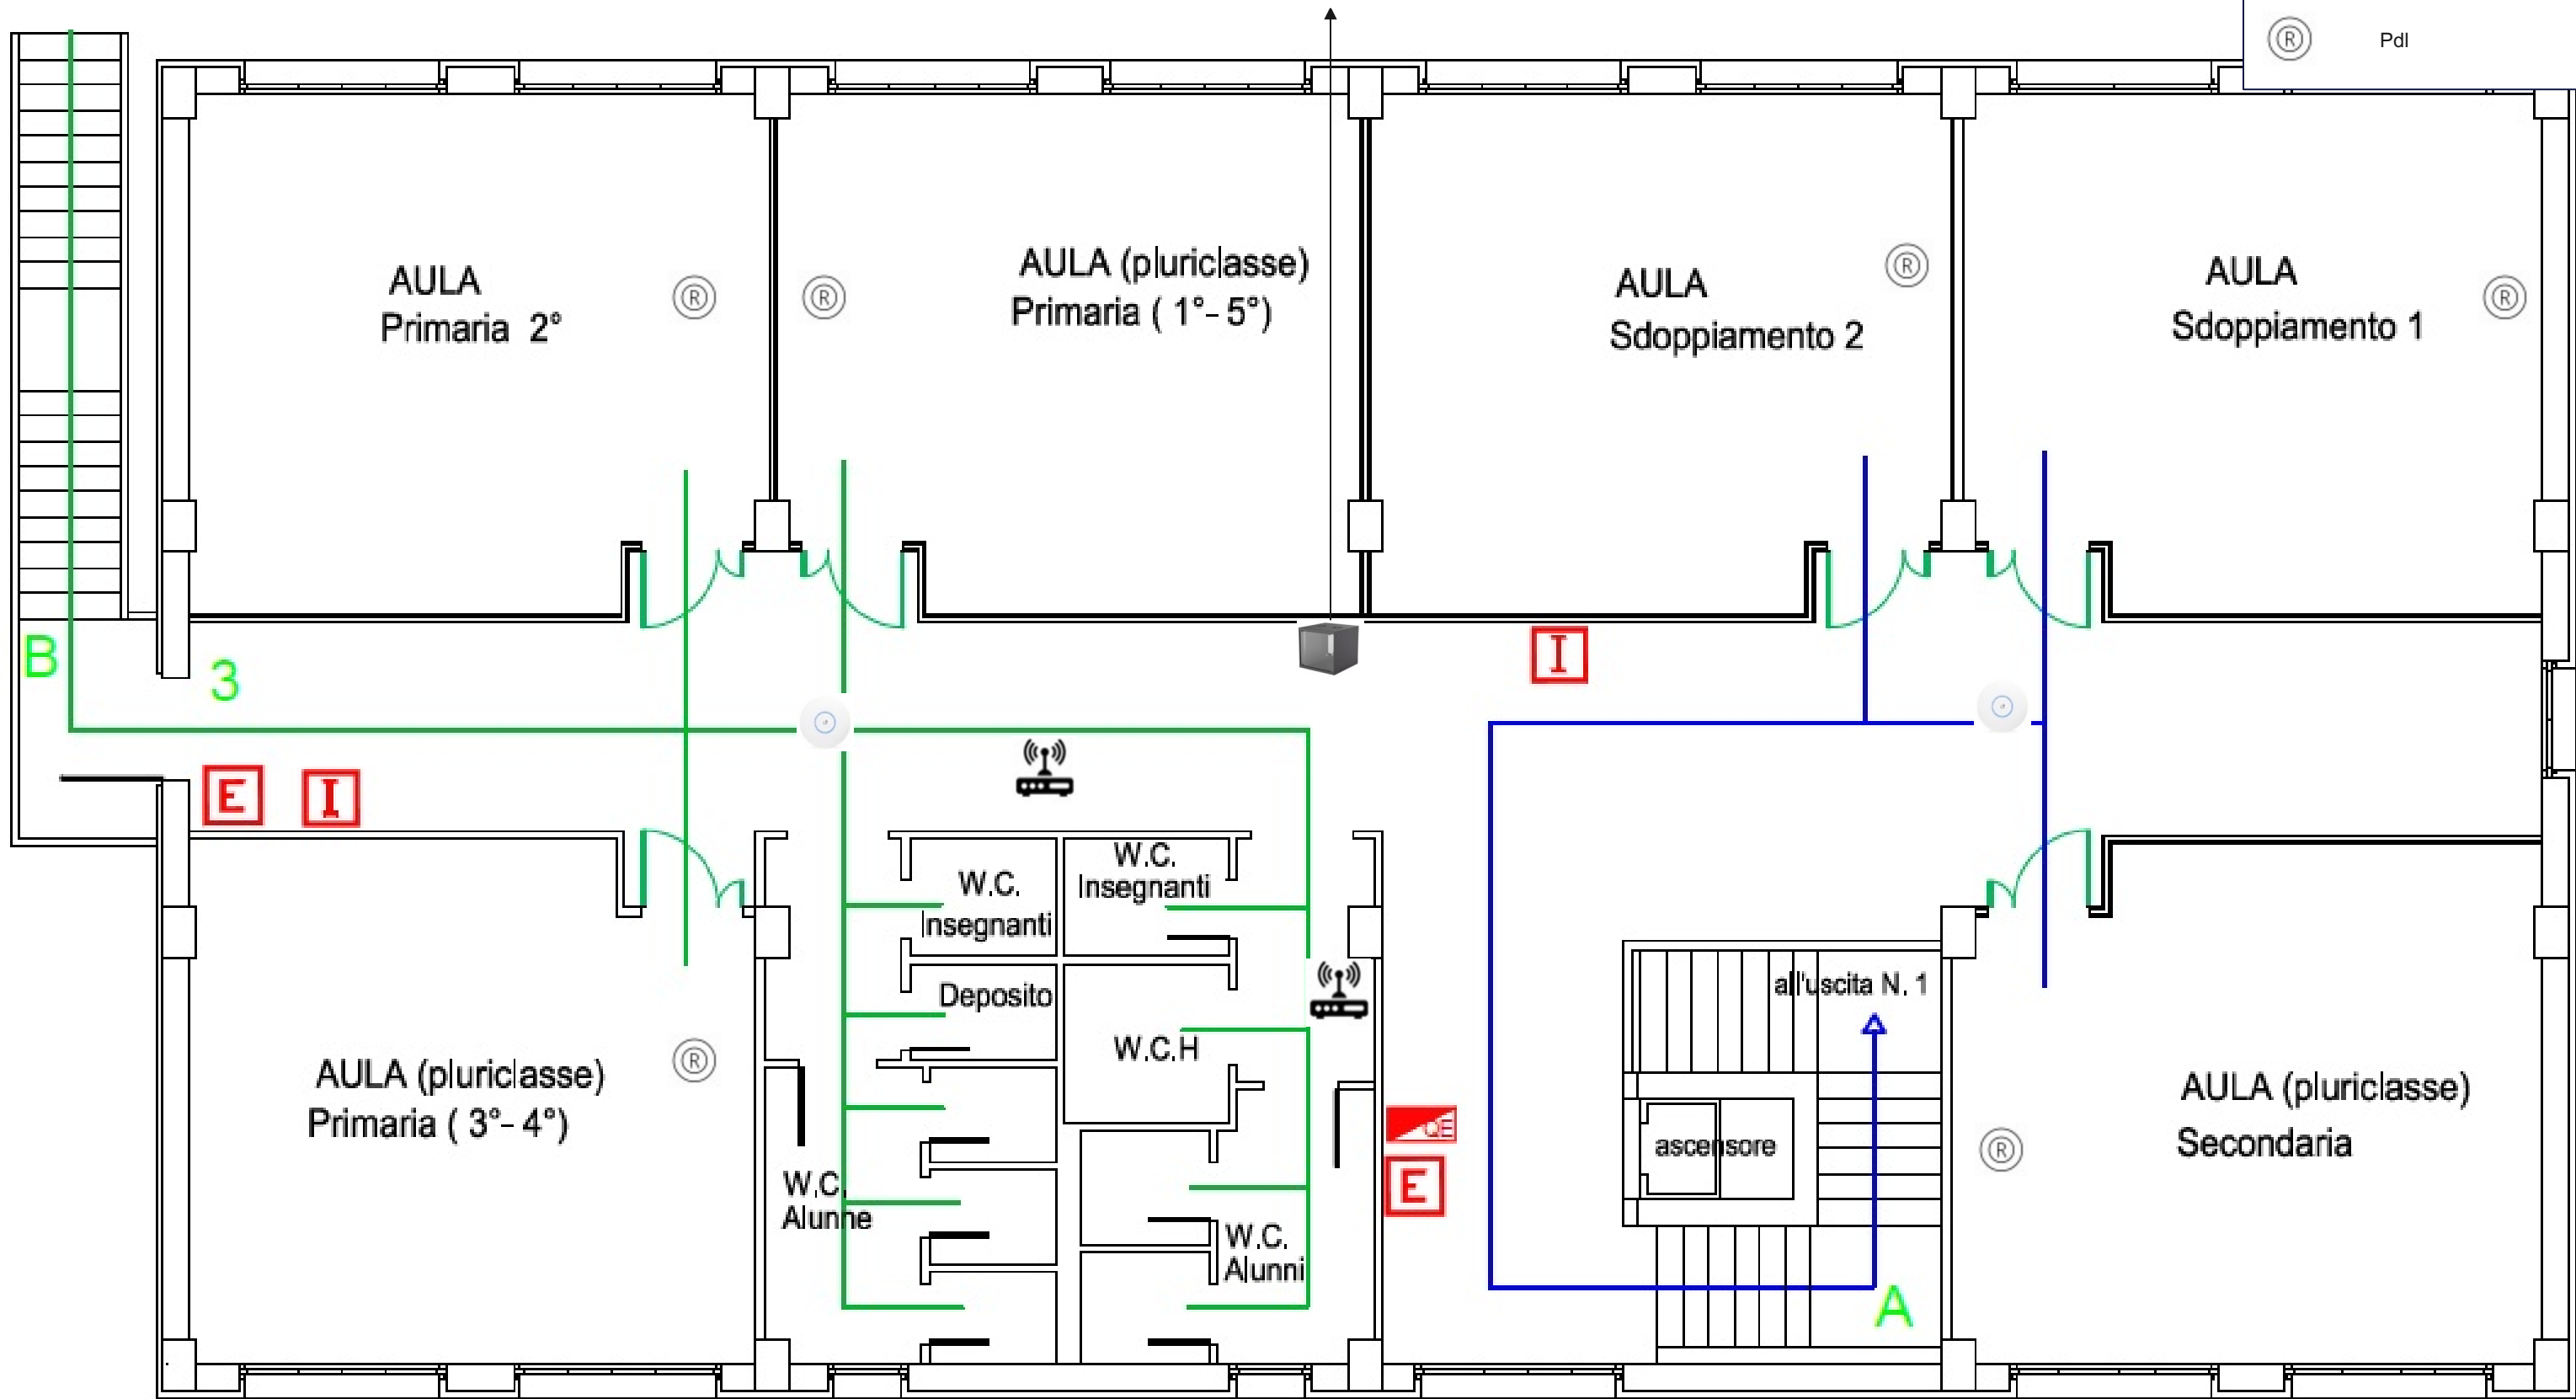 Ⓡ PdI
AULA
Primaria 2°
Ⓡ
Ⓡ
AULA (pluriclasse)
Primaria ( 1°- 5°)
AULA
Sdoppiamento 2
Ⓡ
AULA
Sdoppiamento 1
Ⓡ
B
3
I
E I
W.C.
Insegnanti
W.C.
Insegnanti
Deposito
W.C.H
all'uscita N. 1
AULA (pluriclasse)
Primaria ( 3°- 4°)
Ⓡ
QE
E
ascensore
Ⓡ
AULA (pluriclasse)
Secondaria
W.C.
Alunne
W.C.
Alunni
A